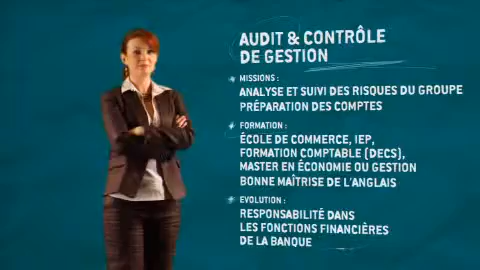 AUDIT & CONTRÔLE
DE GESTION
MISSIONS :
ANALYSE ET SUIVI DES RISQUES DU GROUPE
PRÉPARATION DES COMPTES
FORMATION :
ÉCOLE DE COMMERCE, IEP,
FORMATION COMPTABLE (DECS),
MASTER EN ÉCONOMIE OU GESTION
BONNE MAÎTRISE DE L'ANGLAIS
EVOLUTION :
RESPONSABILITÉ DANS
LES FONCTIONS FINANCIÈRES
DE LA BANQUE